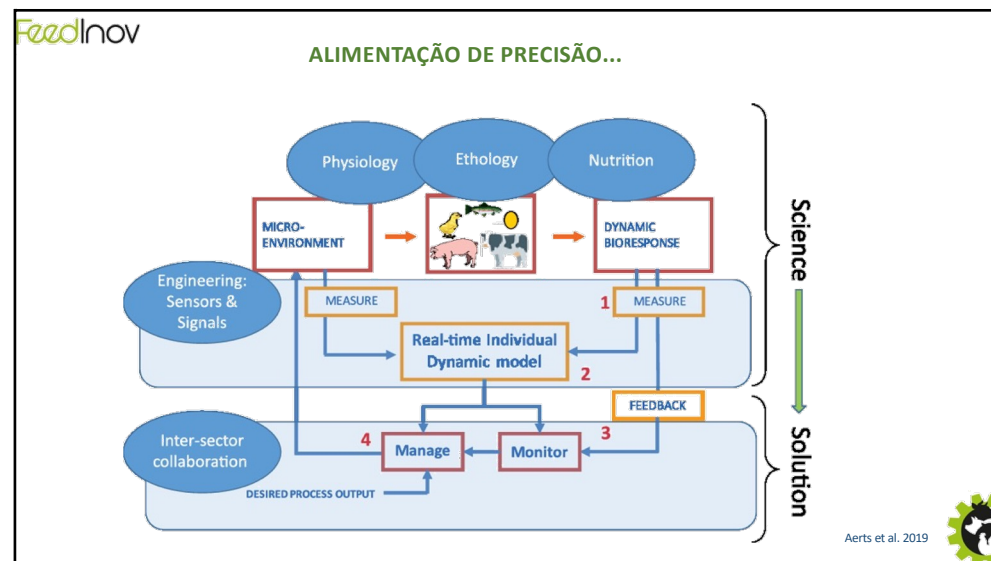 FeedInov
ALIMENTAÇÃO DE PRECISÃO...
Physiology
Ethology
Nutrition
MICRO-
ENVIRONMENT
DYNAMIC
BIORESPONSE
Engineering:
Sensors &
Signals
MEASURE
1
MEASURE
Real-time Individual
Dynamic model
2
FEEDBACK
Inter-sector
collaboration
4
Manage
Monitor
3
DESIRED PROCESS OUTPUT
Science
Solution
Aerts et al. 2019